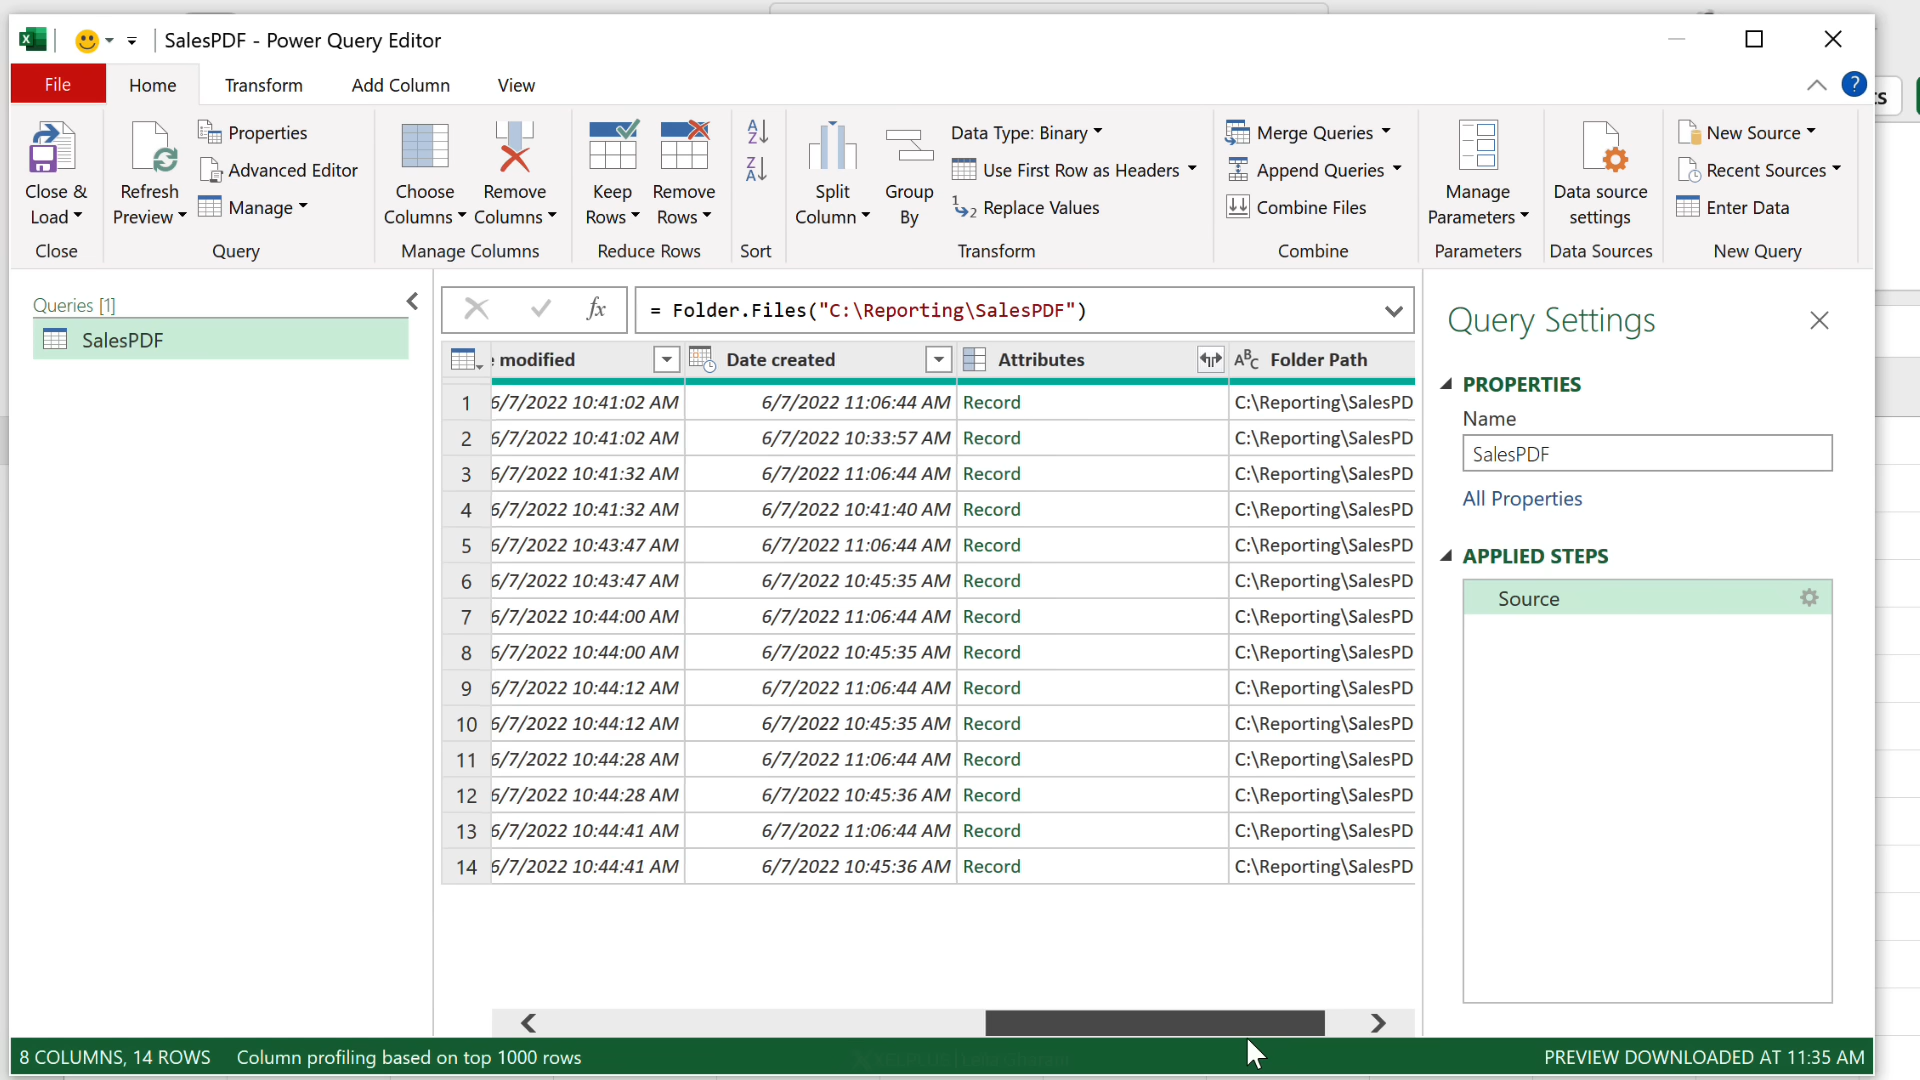 SalesPDF - Power Query Editor
File Home Transform Add Column View
Close & Load
Close
Refresh Preview
Properties
Advanced Editor
Manage
Query
Choose Columns
Remove Columns
Manage Columns
Keep Rows
Remove Rows
Reduce Rows
Sort
Split Column
Group By
Data Type: Binary
Use First Row as Headers
Replace Values
Transform
Merge Queries
Append Queries
Combine Files
Combine
Manage Parameters
Parameters
Data source settings
Data Sources
New Source
Recent Sources
Enter Data
New Query
Queries [1]
SalesPDF
fx = Folder.Files("C:\Reporting\SalesPDF")
modified Date created Attributes Folder Path
1 6/7/2022 10:41:02 AM 6/7/2022 11:06:44 AM Record C:\Reporting\SalesPD
2 6/7/2022 10:41:02 AM 6/7/2022 10:33:57 AM Record C:\Reporting\SalesPD
3 6/7/2022 10:41:32 AM 6/7/2022 11:06:44 AM Record C:\Reporting\SalesPD
4 6/7/2022 10:41:32 AM 6/7/2022 10:41:40 AM Record C:\Reporting\SalesPD
5 6/7/2022 10:43:47 AM 6/7/2022 11:06:44 AM Record C:\Reporting\SalesPD
6 6/7/2022 10:43:47 AM 6/7/2022 10:45:35 AM Record C:\Reporting\SalesPD
7 6/7/2022 10:44:00 AM 6/7/2022 11:06:44 AM Record C:\Reporting\SalesPD
8 6/7/2022 10:44:00 AM 6/7/2022 10:45:35 AM Record C:\Reporting\SalesPD
9 6/7/2022 10:44:12 AM 6/7/2022 11:06:44 AM Record C:\Reporting\SalesPD
10 6/7/2022 10:44:12 AM 6/7/2022 10:45:35 AM Record C:\Reporting\SalesPD
11 6/7/2022 10:44:28 AM 6/7/2022 11:06:44 AM Record C:\Reporting\SalesPD
12 6/7/2022 10:44:28 AM 6/7/2022 10:45:36 AM Record C:\Reporting\SalesPD
13 6/7/2022 10:44:41 AM 6/7/2022 11:06:44 AM Record C:\Reporting\SalesPD
14 6/7/2022 10:44:41 AM 6/7/2022 10:45:36 AM Record C:\Reporting\SalesPD
Query Settings
PROPERTIES
Name
SalesPDF
All Properties
APPLIED STEPS
Source
8 COLUMNS, 14 ROWS Column profiling based on top 1000 rows
PREVIEW DOWNLOADED AT 11:35 AM